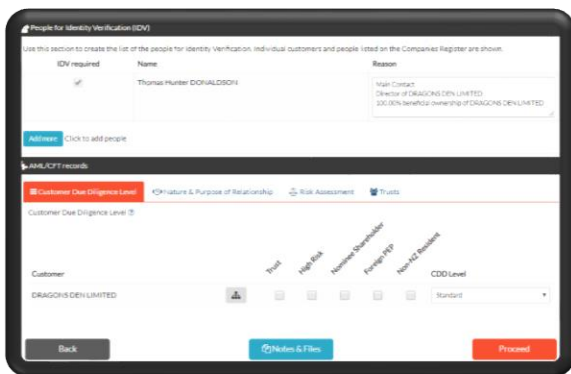 People for Identity Verification (IDV)
Use this section to create the list of the people for Identity Verification. Individual customers and people listed on the Companies Register are shown.
IDV required Name Reason
Thomas Hunter DONALDSON
Main Contact
Director of DRAGONS DEN LIMITED
100.00% beneficial ownership of DRAGONS DEN LIMITED
Add more Click to add people
AML/CFT records
Customer Due Diligence Level Nature & Purpose of Relationship Risk Assessment Trusts
Customer Due Diligence Level
Customer Trust High Risk Nominee Shareholder Foreign PEP Non-NZ Resident CDD Level
DRAGONS DEN LIMITED Standard
Back Notes & Files Proceed